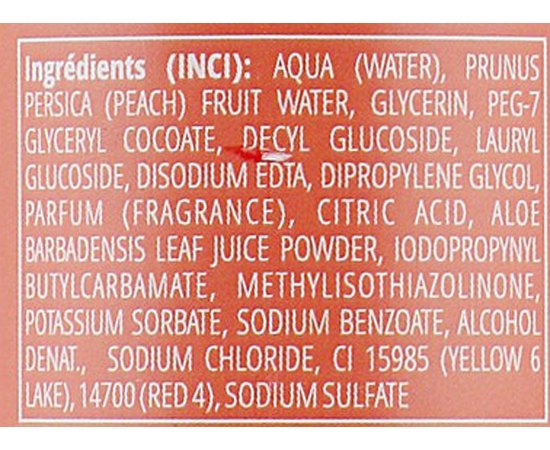 Ingrédients (INCI): AQUA (WATER), PRUNUS
PERSICA (PEACH) FRUIT WATER, GLYCERIN, PEG-7
GLYCERYL COCOATE, DECYL GLUCOSIDE, LAURYL
GLUCOSIDE, DISODIUM EDTA, DIPROPYLENE GLYCOL,
PARFUM (FRAGRANCE), CITRIC ACID, ALOE
BARBADENSIS LEAF JUICE POWDER, IODOPROPYNYL
BUTYLCARBAMATE, METHYLISOTHIAZOLINONE,
POTASSIUM SORBATE, SODIUM BENZOATE, ALCOHOL
DENAT., SODIUM CHLORIDE, CI 15985 (YELLOW 6
LAKE), 14700 (RED 4), SODIUM SULFATE